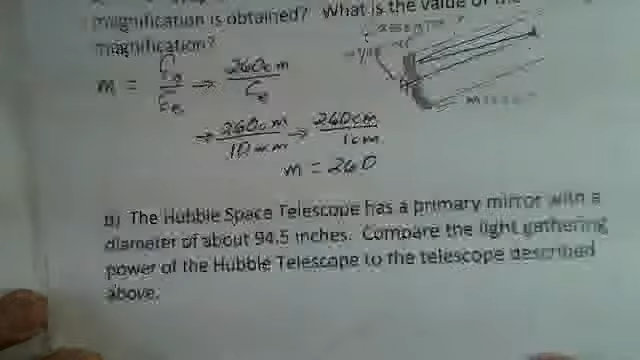 magnification is obtained? What is the value of the
magnification?
m = fo/fe → 260cm/fe
→ 260cm/10mm → 260cm/1cm
m = 260
b) The Hubble Space Telescope has a primary mirror with a
diameter of about 94.5 inches. Compare the light gathering
power of the Hubble Telescope to the telescope described
above.